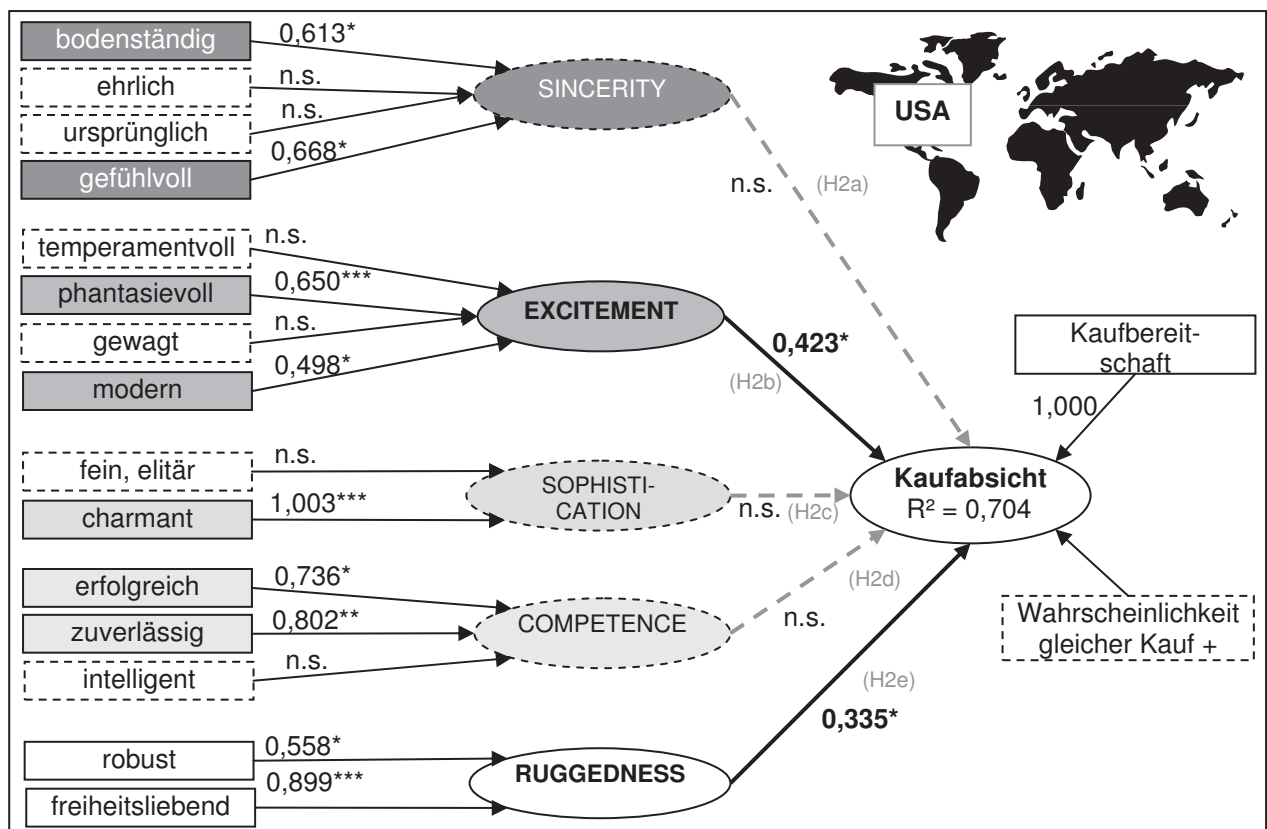 bodenständig
0,613*
ehrlich
n.s.
ursprünglich
n.s.
gefühlvoll
0,668*
SINCERITY
n.s.
(H2a)
USA
temperamentvoll
n.s.
phantasievoll
0,650***
gewagt
n.s.
modern
0,498*
EXCITEMENT
0,423*
(H2b)
Kaufbereit-
schaft
1,000
fein, elitär
n.s.
charmant
1,003***
SOPHISTI-
CATION
n.s. (H2c)
Kaufabsicht
R² = 0,704
erfolgreich
0,736*
zuverlässig
0,802**
intelligent
n.s.
COMPETENCE
(H2d)
n.s.
Wahrscheinlichkeit
gleicher Kauf +
robust
0,558*
freiheitsliebend
0,899***
RUGGEDNESS
(H2e)
0,335*